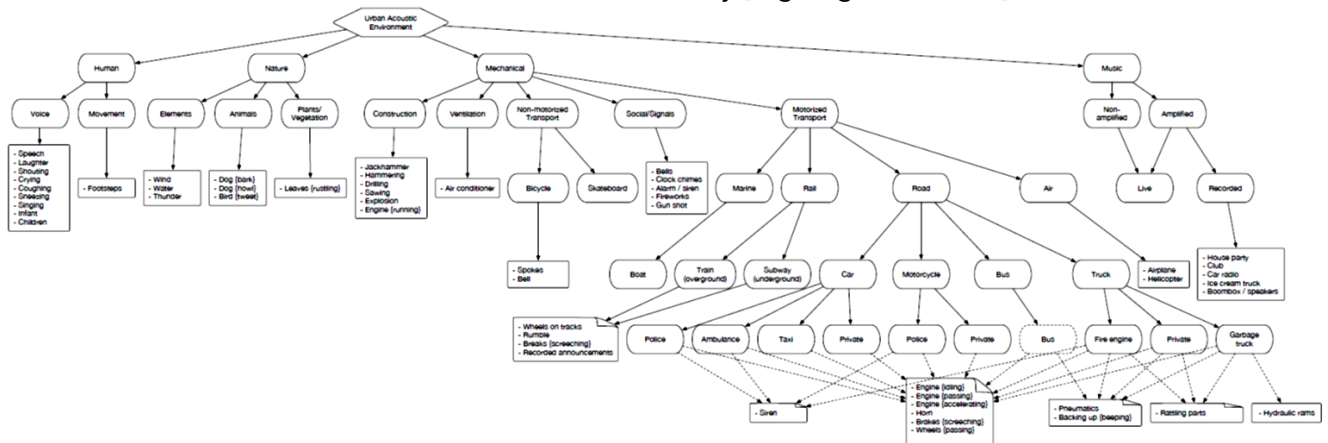 Urban Acoustic
Environment
Human
Nature
Mechanical
Music
Voice
Movement
Elements
Animals
Plants/
Vegetation
Construction
Ventilation
Non-motorized
Transport
Social/Signals
Motorized
Transport
Non-
amplified
Amplified
- Speech
- Laughter
- Shouting
- Crying
- Coughing
- Sneezing
- Singing
- Infant
- Children
- Footsteps
- Wind
- Water
- Thunder
- Dog {bark}
- Dog {howl}
- Bird {tweet}
- Leaves {rustling}
- Jackhammer
- Hammering
- Drilling
- Sawing
- Explosion
- Engine {running}
- Air conditioner
Bicycle
Skateboard
- Bells
- Clock chimes
- Alarm / siren
- Fireworks
- Gun shot
Marine
Rail
Road
Air
Live
Recorded
- Spokes
- Bell
Boat
Train
(overground)
Subway
(underground)
Car
Motorcycle
Bus
Truck
- Airplane
- Helicopter
- House party
- Club
- Car radio
- Ice cream truck
- Boombox / speakers
- Wheels on tracks
- Rumble
- Breaks {screeching}
- Recorded announcements
Police
Ambulance
Taxi
Private
Police
Private
Bus
Fire engine
Private
Garbage
truck
- Siren
- Engine {idling}
- Engine {passing}
- Engine {accelerating}
- Horn
- Brakes {screeching}
- Wheels {passing}
- Pneumatics
- Backing up {beeping}
- Rattling parts
- Hydraulic rams